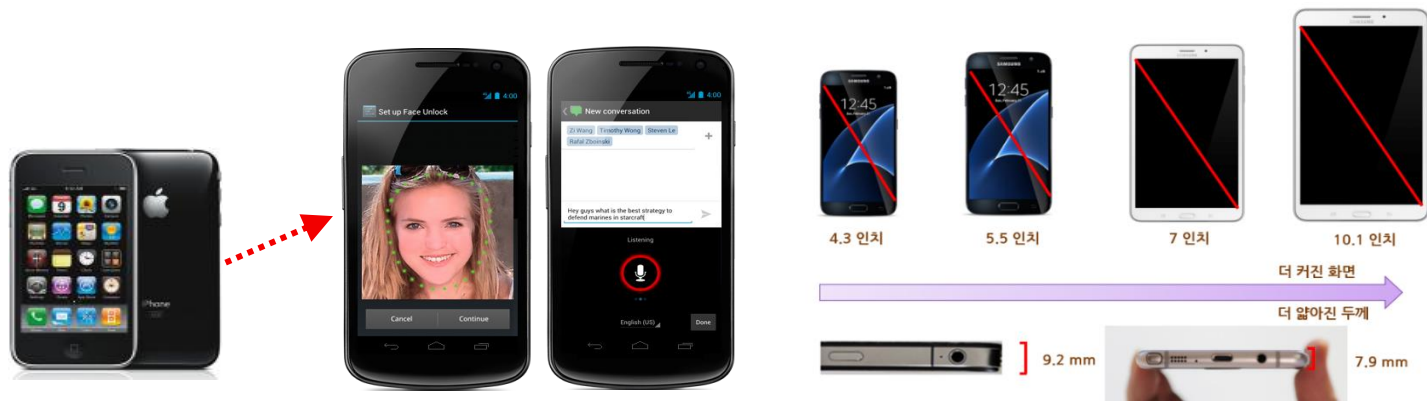 iPhone
4:00
Set up Face Unlock
Cancel
Continue
4:00
New conversation
Zi Wang
Timothy Wong
Steven Le
Rafal Zboinski
+
Hey guys what is the best strategy to
defend marines in starcraft
Listening
English (US)
Done
SAMSUNG
12:45
4.3 인치
SAMSUNG
12:45
5.5 인치
SAMSUNG
7 인치
SAMSUNG
10.1 인치
더 커진 화면
더 얇아진 두께
9.2 mm
7.9 mm